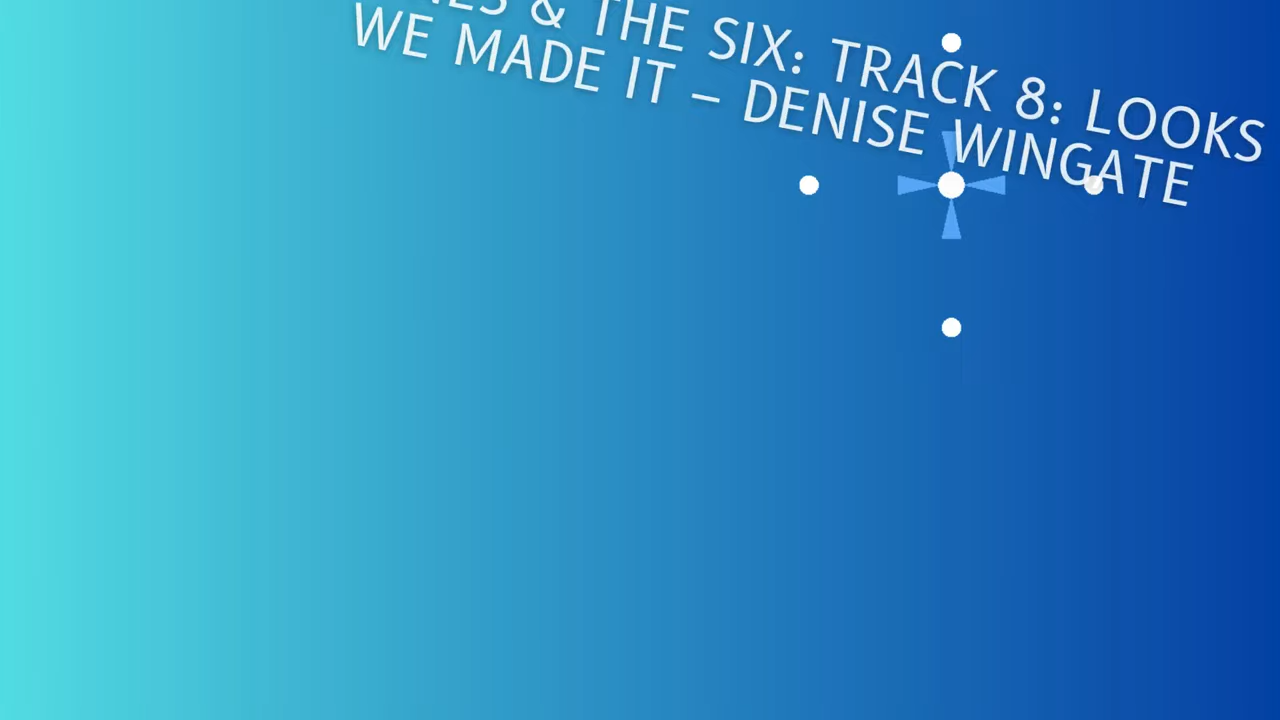 & THE SIX: TRACK 8: LOOKS
WE MADE IT – DENISE WINGATE